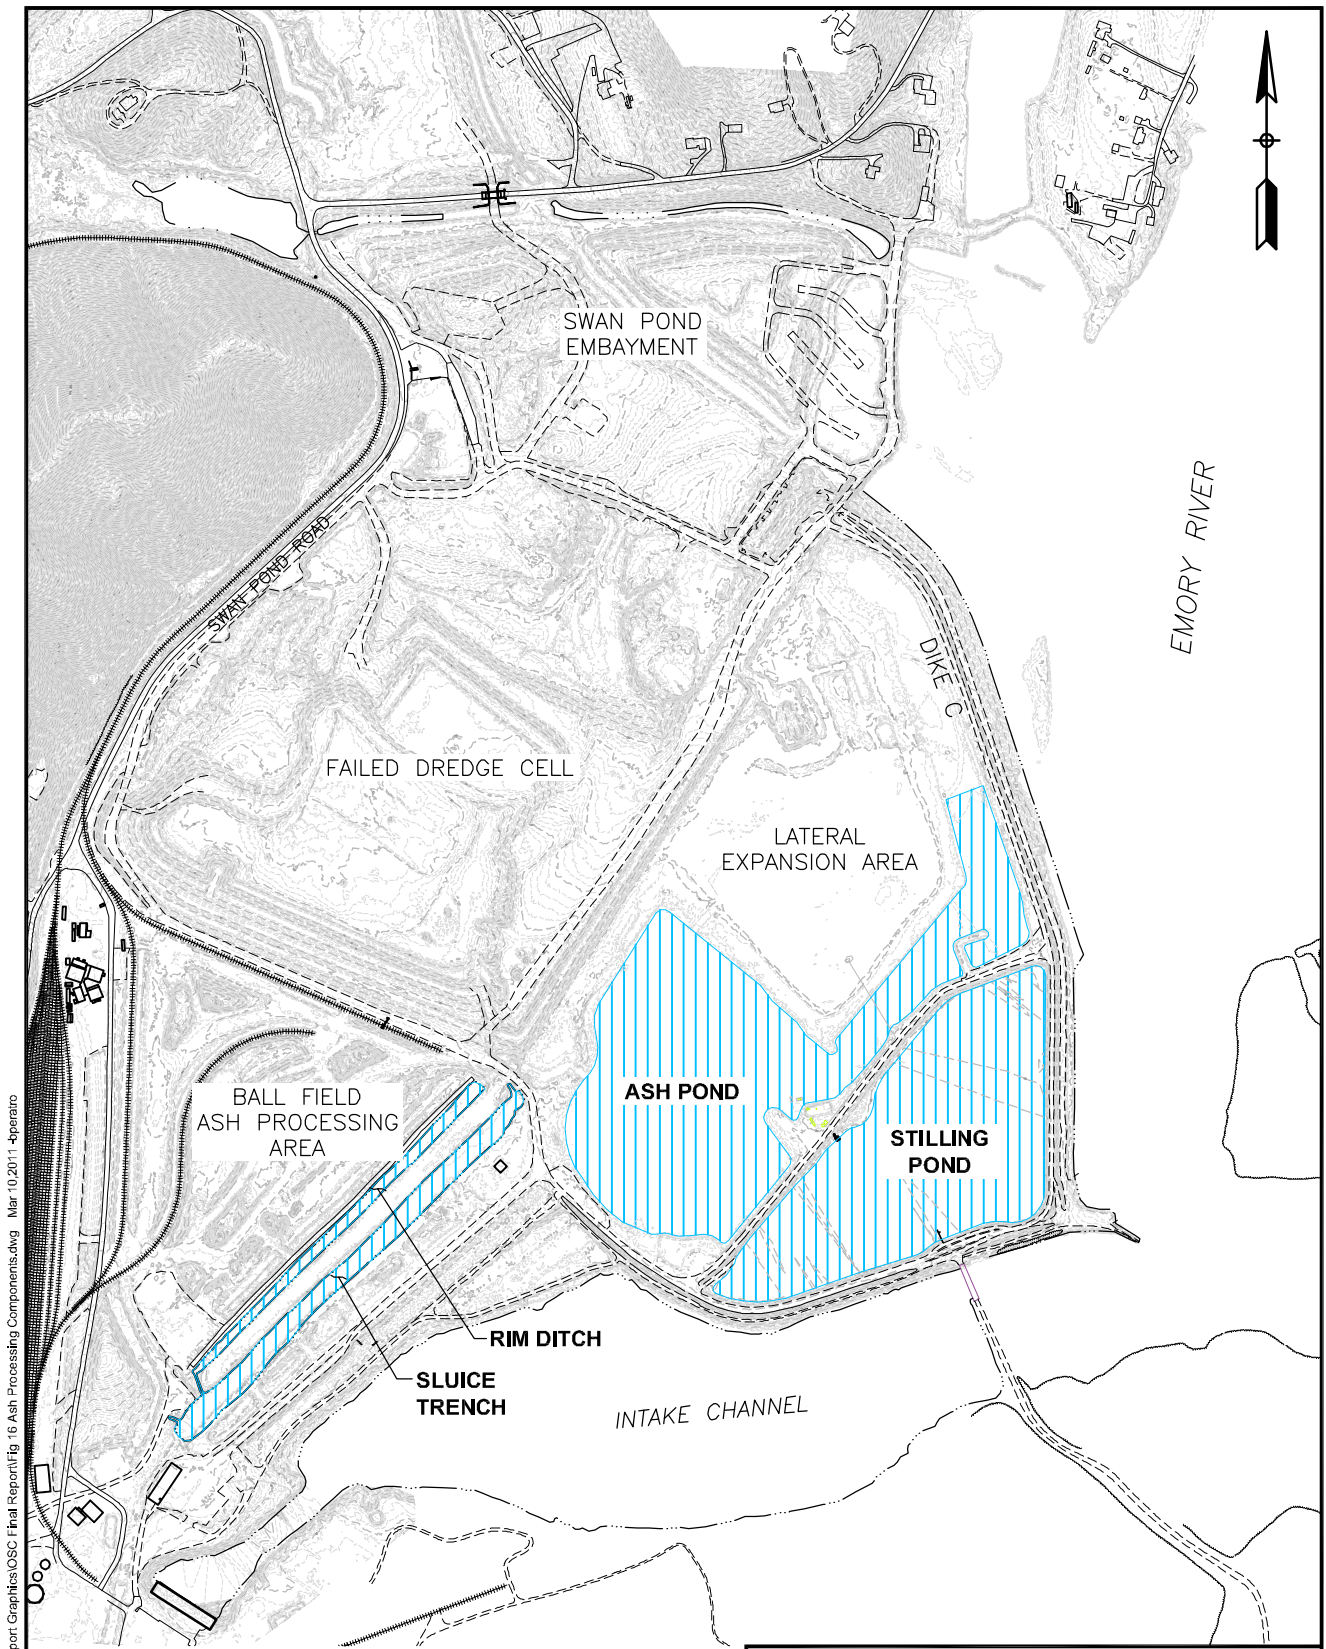 SWAN POND
EMBAYMENT
EMORY RIVER
SWAN POND ROAD
DIKE C
FAILED DREDGE CELL
LATERAL
EXPANSION AREA
BALL FIELD
ASH PROCESSING
AREA
ASH POND
STILLING
POND
RIM DITCH
SLUICE
TRENCH
INTAKE CHANNEL
port Graphics\OSC Final Report\Fig 16 Ash Processing Components.dwg Mar 10,2011 -bperatro